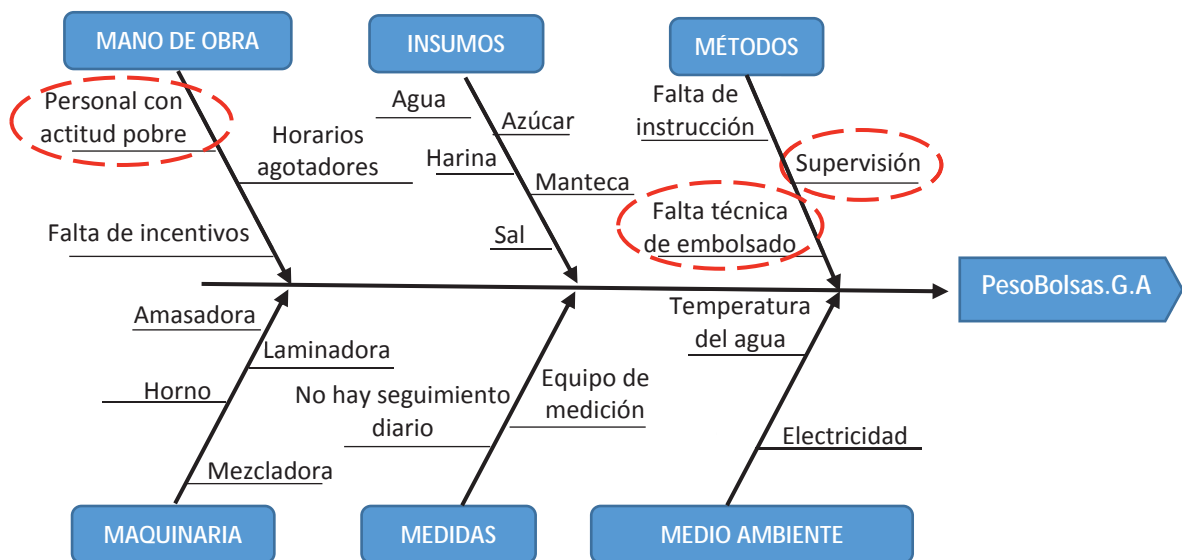 MANO DE OBRA
INSUMOS
MÉTODOS
Personal con
actitud pobre
Horarios
agotadores
Falta de incentivos
Agua
Azúcar
Harina
Manteca
Sal
Falta de
instrucción
Supervisión
Falta técnica
de embolsado
PesoBolsas.G.A
Amasadora
Laminadora
Horno
Mezcladora
No hay seguimiento
diario
Equipo de
medición
Temperatura
del agua
Electricidad
MAQUINARIA
MEDIDAS
MEDIO AMBIENTE